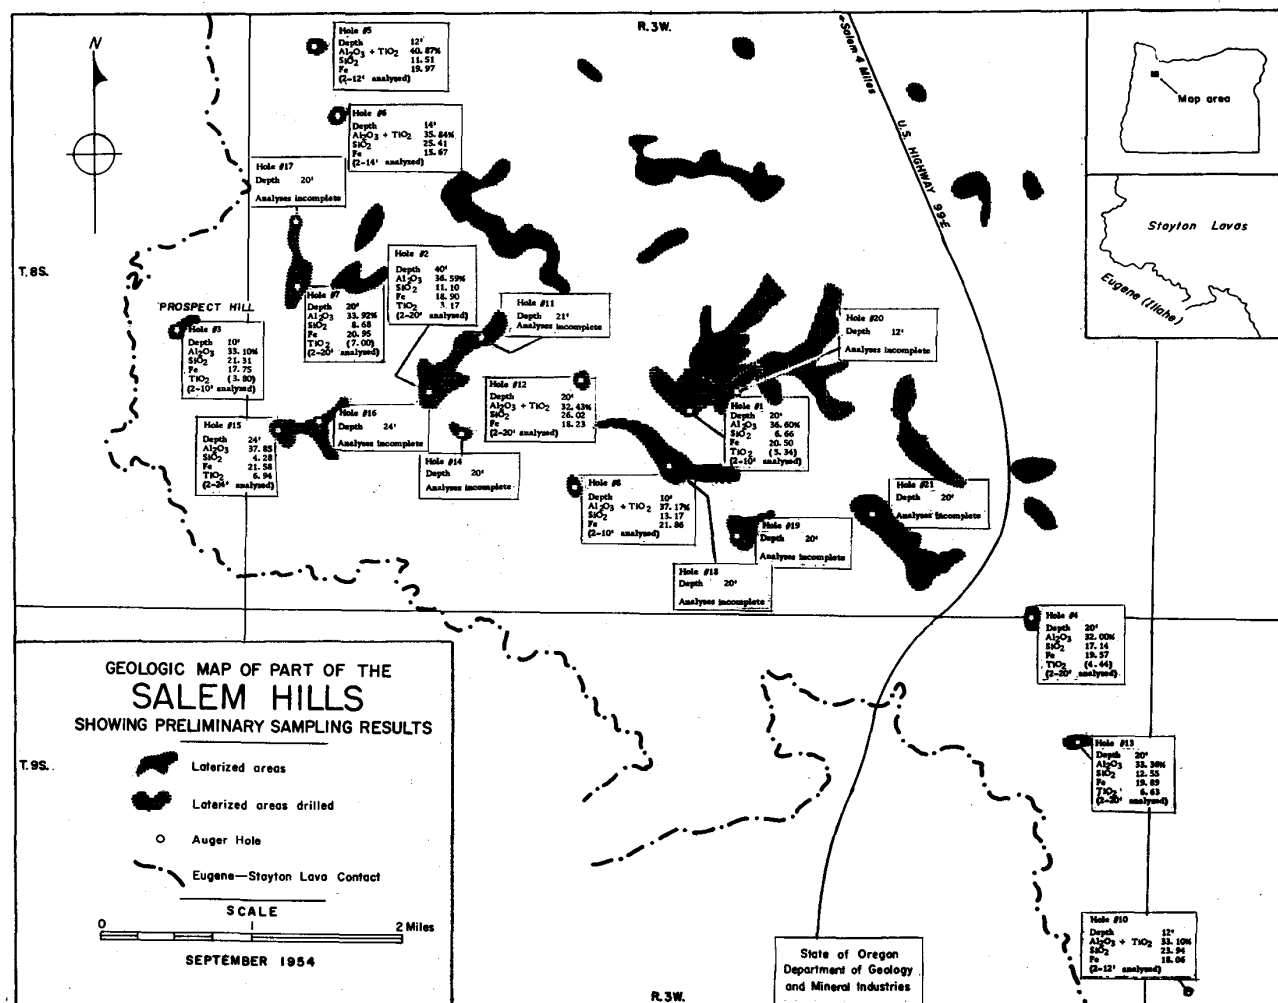 R.3W.
←Salem 4 Miles
U.S. HIGHWAY 99-E
N
T.8S.
PROSPECT HILL
Hole #5
Depth 12'
Al2O3 + TiO2 40.87%
SiO2 11.51
Fe 19.97
(2-12' analyzed)
Hole #6
Depth 14'
Al2O3 + TiO2 35.84%
SiO2 25.41
Fe 15.67
(2-14' analyzed)
Hole #17
Depth 20'
Analyses incomplete
Hole #2
Depth 40'
Al2O3 36.59%
SiO2 11.10
Fe 18.90
TiO2 3.17
(2-20' analyzed)
Hole #7
Depth 20'
Al2O3 33.92%
SiO2 8.68
Fe 20.95
TiO2 (7.00)
(2-20' analyzed)
Hole #11
Depth 21'
Analyses incomplete
Hole #20
Depth 12'
Analyses incomplete
Hole #3
Depth 10'
Al2O3 33.10%
SiO2 21.31
Fe 17.75
TiO2 (3.80)
(2-10' analyzed)
Hole #12
Depth 20'
Al2O3 + TiO2 32.43%
SiO2 26.02
Fe 18.23
(2-20' analyzed)
Hole #1
Depth 20'
Al2O3 36.60%
SiO2 6.66
Fe 20.50
TiO2 (5.34)
(2-10' analyzed)
Hole #15
Depth 24'
Al2O3 37.85
SiO2 4.28
Fe 21.58
TiO2 6.94
(2-24' analyzed)
Hole #16
Depth 24'
Analyses incomplete
Hole #14
Depth 20'
Analyses incomplete
Hole #8
Depth 10'
Al2O3 + TiO2 37.17%
SiO2 13.17
Fe 21.86
(2-10' analyzed)
Hole #21
Depth 20'
Analyses incomplete
Hole #19
Depth 20'
Analyses incomplete
Hole #18
Depth 20'
Analyses incomplete
Hole #4
Depth 20'
Al2O3 32.00%
SiO2 17.14
Fe 19.57
TiO2 (4.44)
(2-20' analyzed)
Hole #13
Depth 20'
Al2O3 33.36%
SiO2 12.55
Fe 19.89
TiO2 6.63
(2-20' analyzed)
Hole #10
Depth 12'
Al2O3 + TiO2 33.10%
SiO2 23.94
Fe 18.06
(2-12' analyzed)
Map area
Stayton Lavas
Eugene (Illahe)
GEOLOGIC MAP OF PART OF THE
SALEM HILLS
SHOWING PRELIMINARY SAMPLING RESULTS
Laterized areas
Laterized areas drilled
Auger Hole
Eugene—Stayton Lava Contact
SCALE
0 1 2 Miles
SEPTEMBER 1954
T.9S.
State of Oregon
Department of Geology
and Mineral Industries
R.3W.